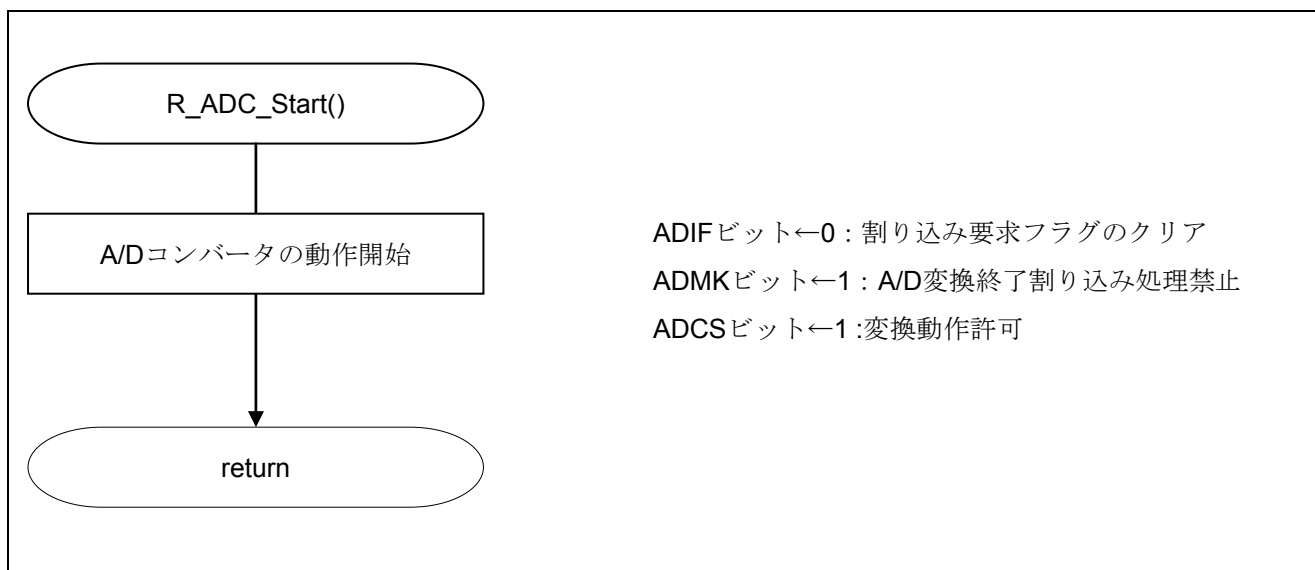 R_ADC_Start()
A/Dコンバータの動作開始
ADIFビット←0：割り込み要求フラグのクリア
ADMKビット←1：A/D変換終了割り込み処理禁止
ADCSビット←1 :変換動作許可
return